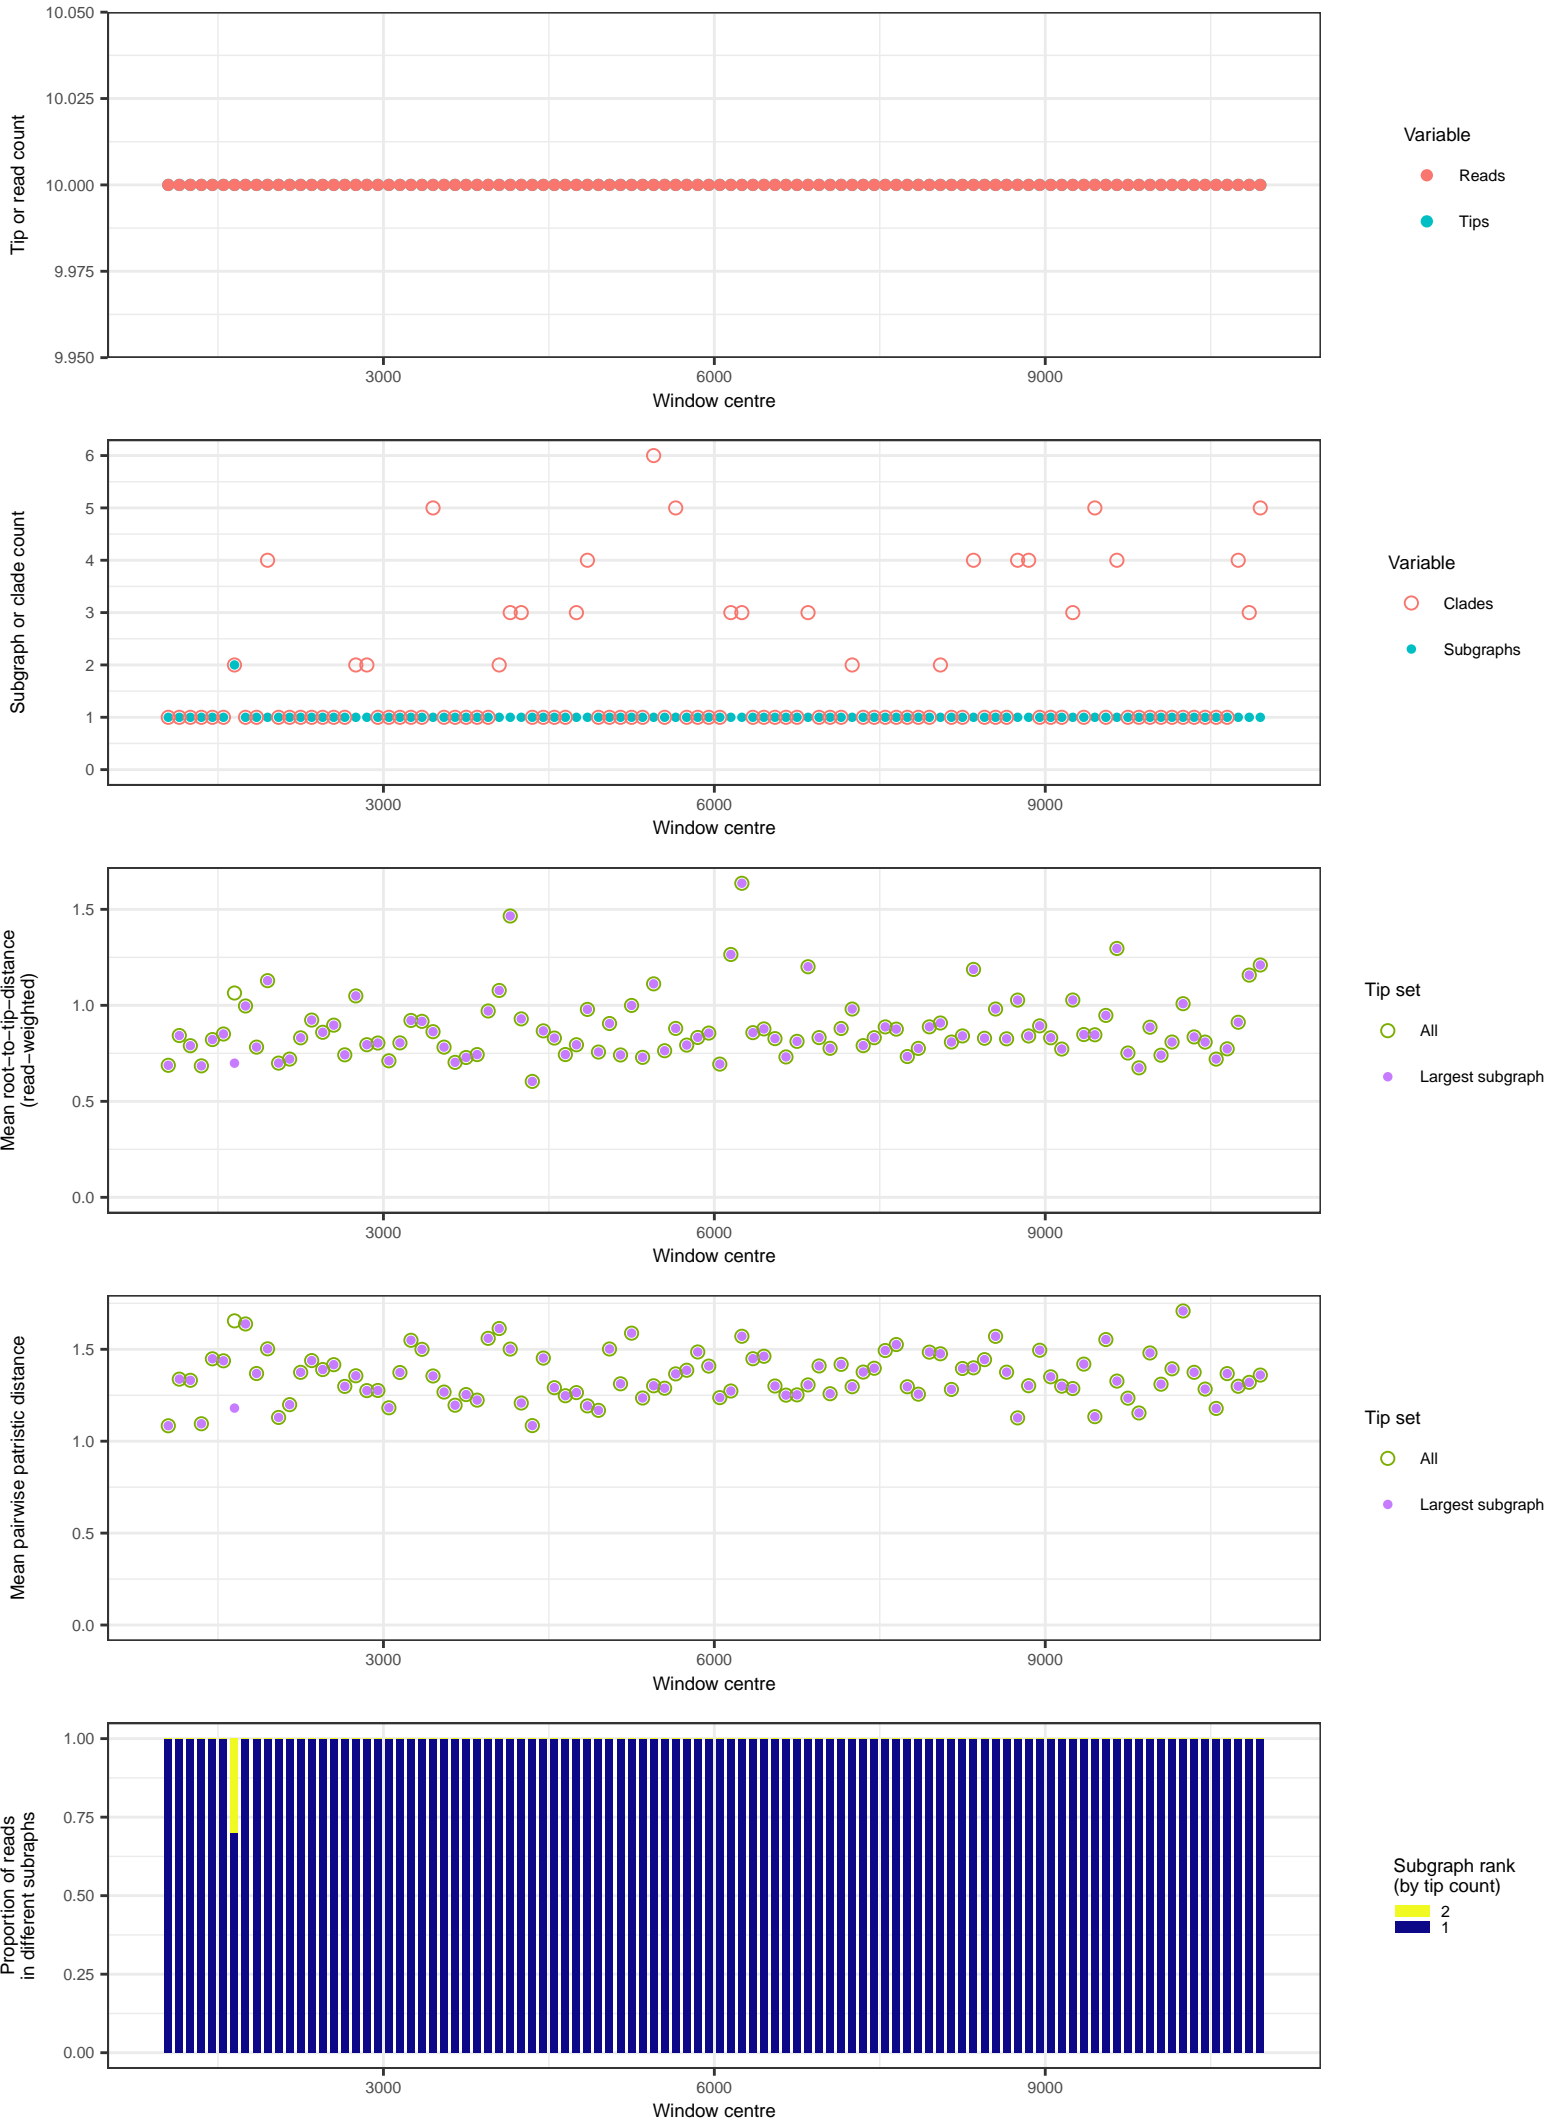 10.050
10.025
10.000
9.975
9.950
Tip or read count
3000 6000 9000
Window centre
Variable
Reads
Tips
6
5
4
3
2
1
0
Subgraph or clade count
3000 6000 9000
Window centre
Variable
Clades
Subgraphs
1.5
1.0
0.5
0.0
Mean root−to−tip−distance
(read−weighted)
3000 6000 9000
Window centre
Tip set
All
Largest subgraph
1.5
1.0
0.5
0.0
Mean pairwise patristic distance
3000 6000 9000
Window centre
Tip set
All
Largest subgraph
1.00
0.75
0.50
0.25
0.00
Proportion of reads
in different subraphs
3000 6000 9000
Window centre
Subgraph rank
(by tip count)
2
1